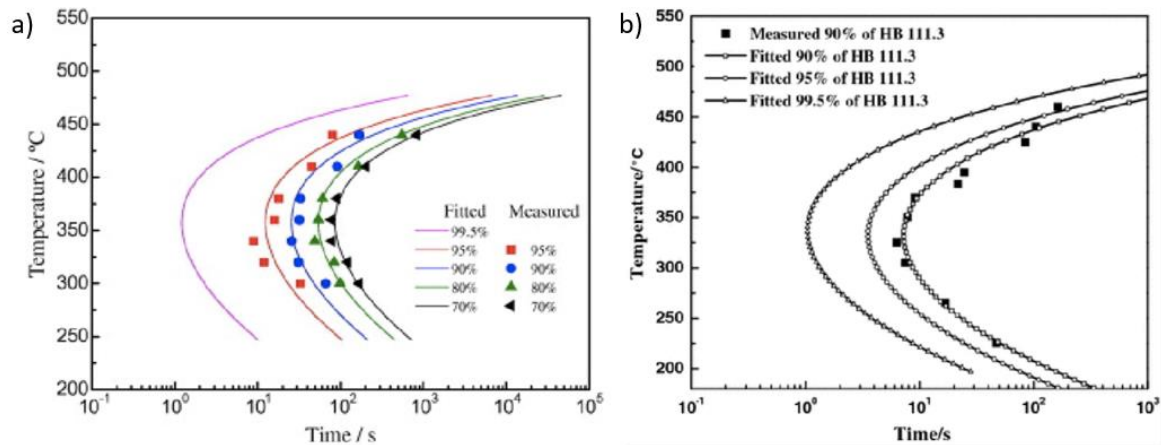 a)
550
500
450
400
350
300
250
200
Temperature / °C
Fitted Measured
99.5%
95% 95%
90% 90%
80% 80%
70% 70%
10⁻¹ 10⁰ 10¹ 10² 10³ 10⁴ 10⁵
Time / s
b)
550
500
450
400
350
300
250
200
Temperature/°C
Measured 90% of HB 111.3
Fitted 90% of HB 111.3
Fitted 95% of HB 111.3
Fitted 99.5% of HB 111.3
10⁻¹ 10⁰ 10¹ 10² 10³
Time/s